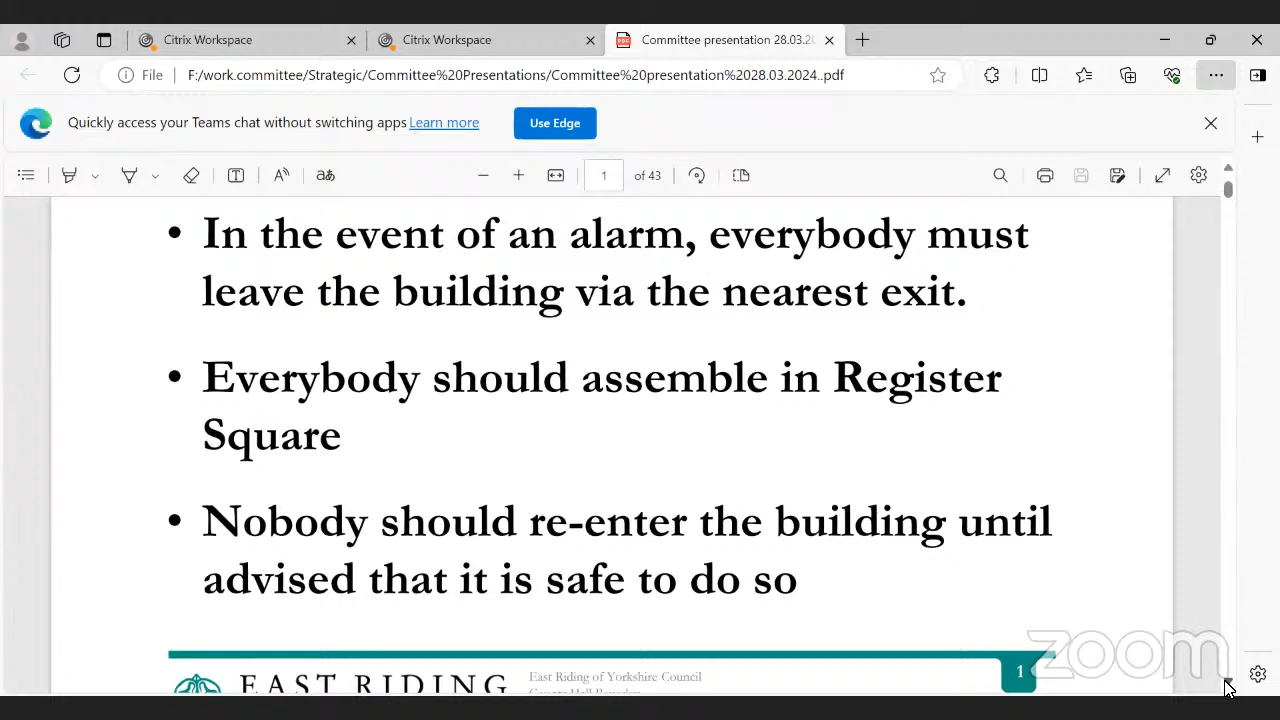 Citrix Workspace
Citrix Workspace
Committee presentation 28.03.20
File
F:/work.committee/Strategic/Committee%20Presentations/Committee%20presentation%2028.03.2024..pdf
Quickly access your Teams chat without switching apps Learn more
Use Edge
1 of 43
• In the event of an alarm, everybody must
leave the building via the nearest exit.
• Everybody should assemble in Register
Square
• Nobody should re-enter the building until
advised that it is safe to do so
1
EAST RIDING
East Riding of Yorkshire Council
zoom